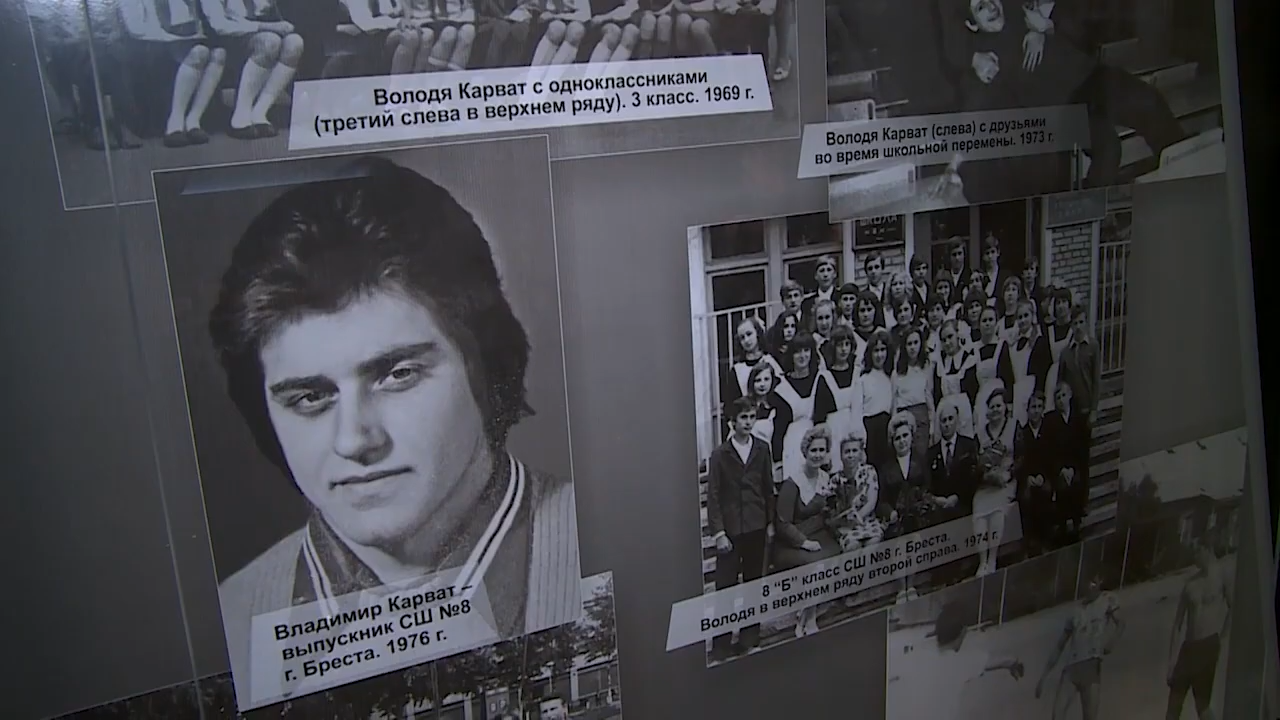 Володя Карват с одноклассниками
(третий слева в верхнем ряду). 3 класс. 1969 г.
Володя Карват (слева) с друзьями
во время школьной перемены. 1973 г.
ШКОЛА
Владимир Карват –
выпускник СШ №8
г. Бреста. 1976 г.
8 “Б” класс СШ №8 г. Бреста.
Володя в верхнем ряду второй справа. 1974 г.